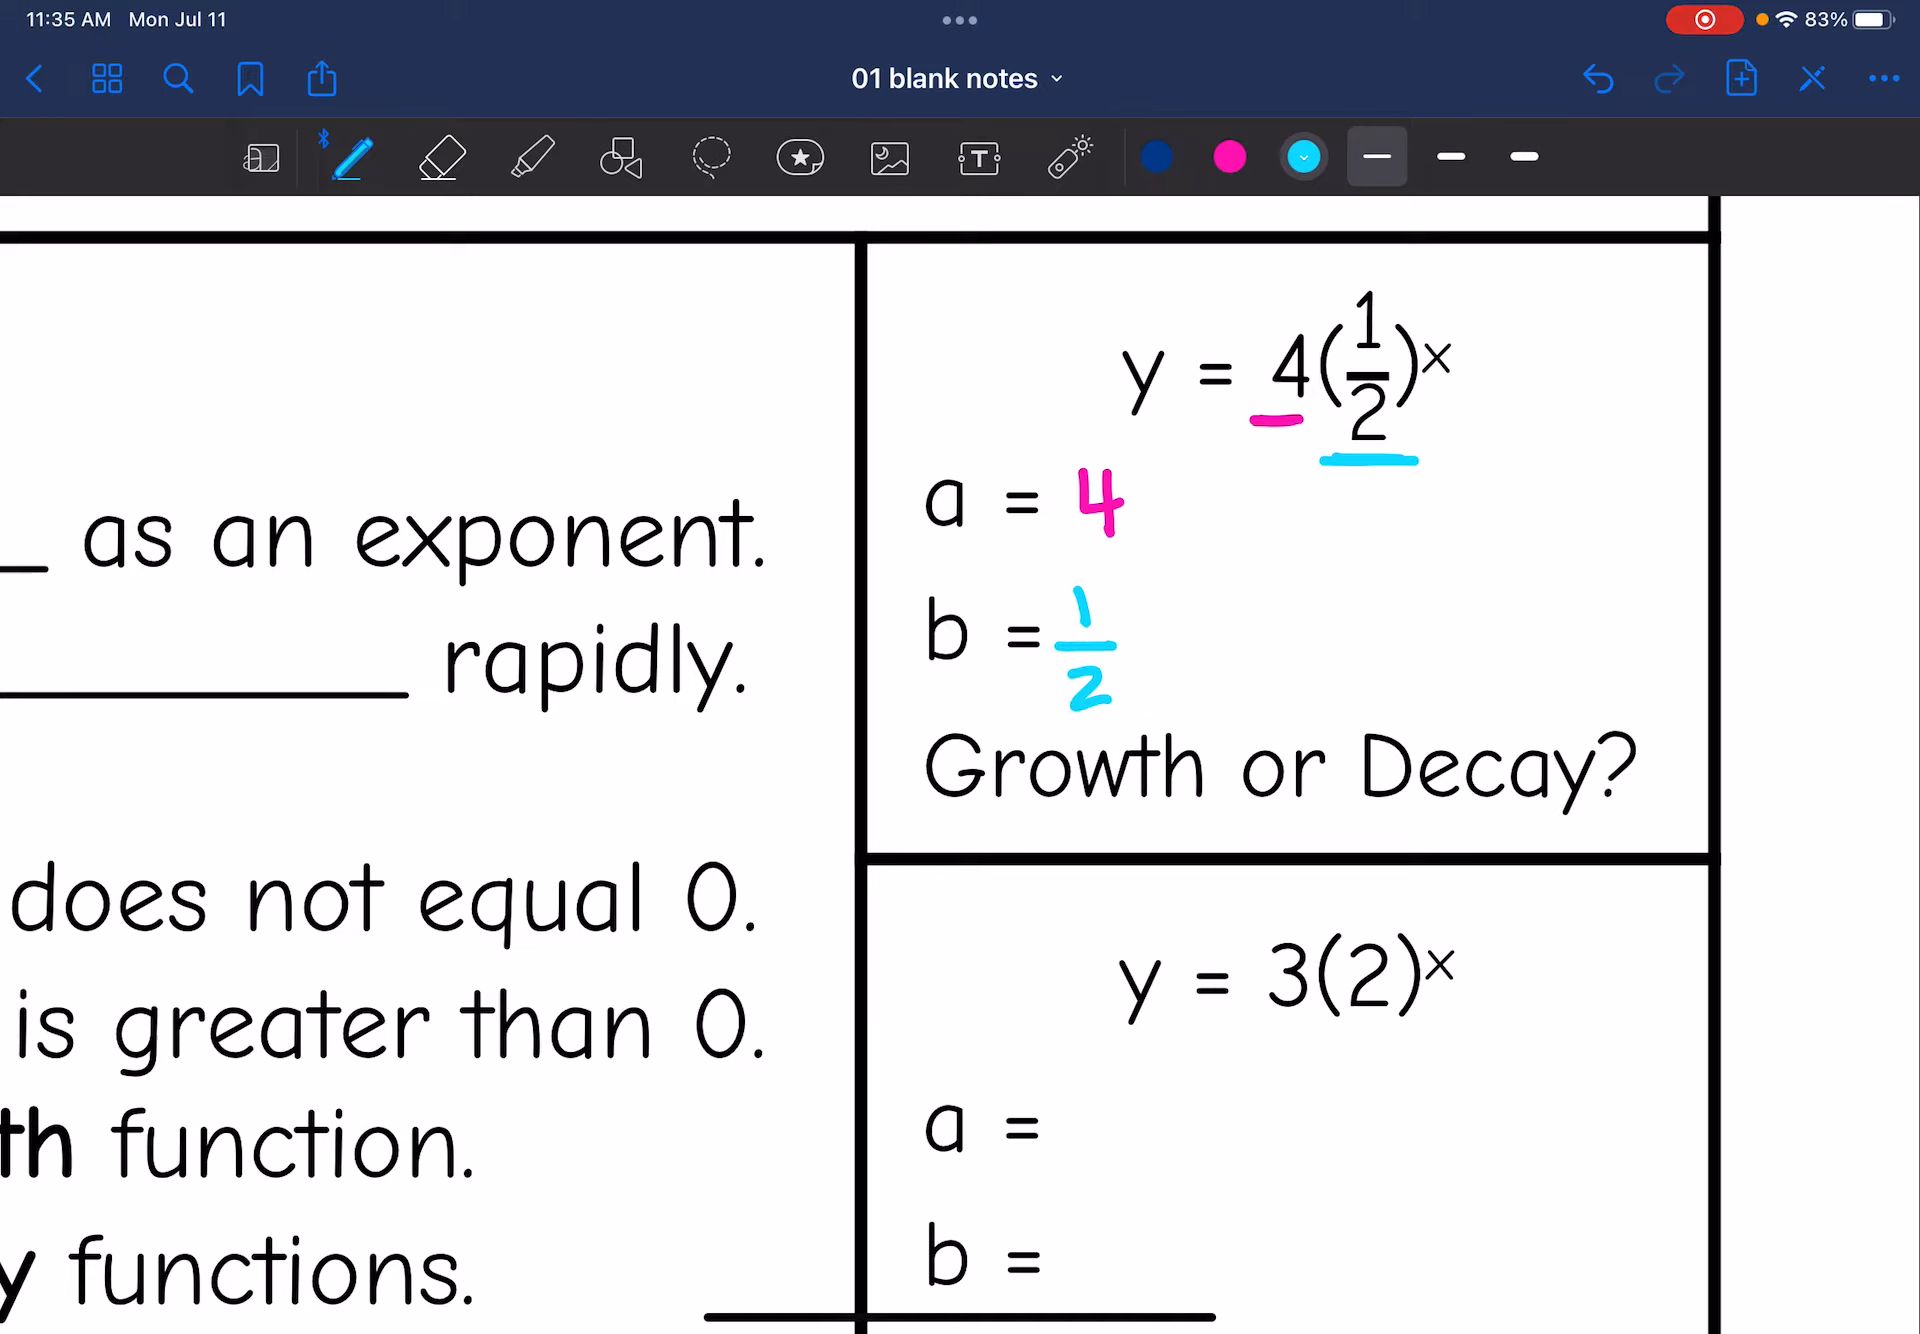 11:35 AM Mon Jul 11
83%
01 blank notes
as an exponent.
rapidly.
does not equal 0.
is greater than 0.
th function.
y functions.
y = 4(1/2)^x
a = 4
b = 1/2
Growth or Decay?
y = 3(2)^x
a =
b =